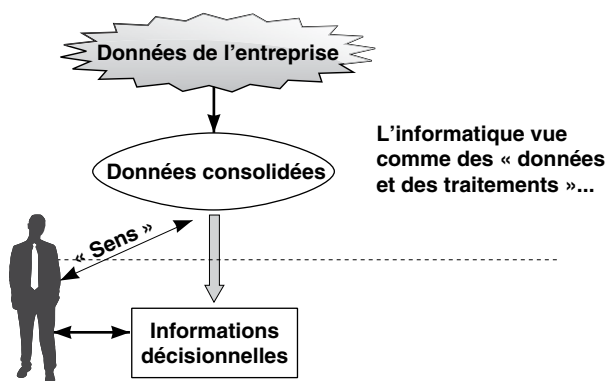 Données de l'entreprise
L'informatique vue
comme des « données
et des traitements »...
Données consolidées
« Sens »
Informations
décisionnelles